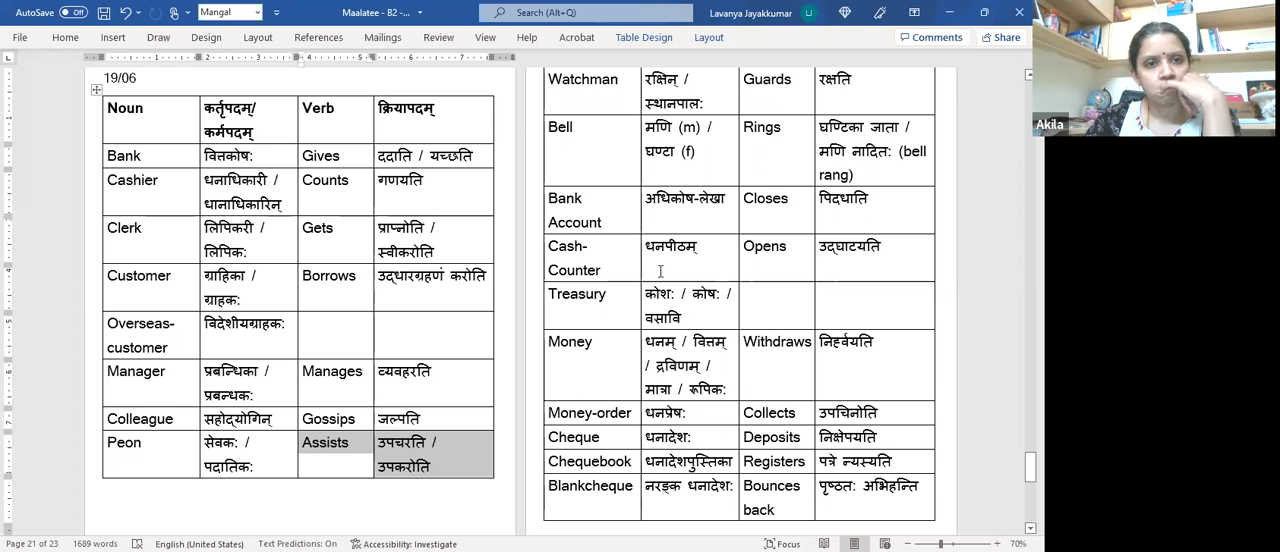 AutoSave Off Mangal Maalatee - B2 -... Search (Alt+Q) Lavanya Jayakkumar LJ
File Home Insert Draw Design Layout References Mailings Review View Help Acrobat Table Design Layout Comments Share
19/06
Noun कर्तृपदम्/ Verb क्रियापदम्
कर्मपदम्
Bank वित्तकोष: Gives ददाति / यच्छति
Cashier धनाधिकारी / Counts गणयति
धानाधिकारिन्
Clerk लिपिकरी / Gets प्राप्नोति /
लिपिक: स्वीकरोति
Customer ग्राहिका / Borrows उद्धारग्रहणं करोति
ग्राहक:
Overseas- विदेशीयग्राहक:
customer
Manager प्रबन्धिका / Manages व्यवहरति
प्रबन्धक:
Colleague सहोद्योगिन् Gossips जल्पति
Peon सेवक: / Assists उपचरति /
पदातिक: उपकरोति
Watchman रक्षिन् / Guards रक्षति
स्थानपाल:
Bell मणि (m) / Rings घण्टिका जाता /
घण्टा (f) मणि नादित: (bell
rang)
Bank अधिकोष-लेखा Closes पिदधाति
Account
Cash- धनपीठम् Opens उद्घाटयति
Counter
Treasury कोश: / कोष: /
वसावि
Money धनम् / वित्तम् Withdraws निर्ह्वयति
/ द्रविणम् /
मात्रा / रूपिक:
Money-order धनप्रेष: Collects उपचिनोति
Cheque धनादेश: Deposits निक्षेपयति
Chequebook धनादेशपुस्तिका Registers पत्रे न्यस्यति
Blankcheque नरङ्क धनादेश: Bounces पृष्ठत: अभिहन्ति
back
Akila
Page 21 of 23 1689 words English (United States) Text Predictions: On Accessibility: Investigate Focus 70%